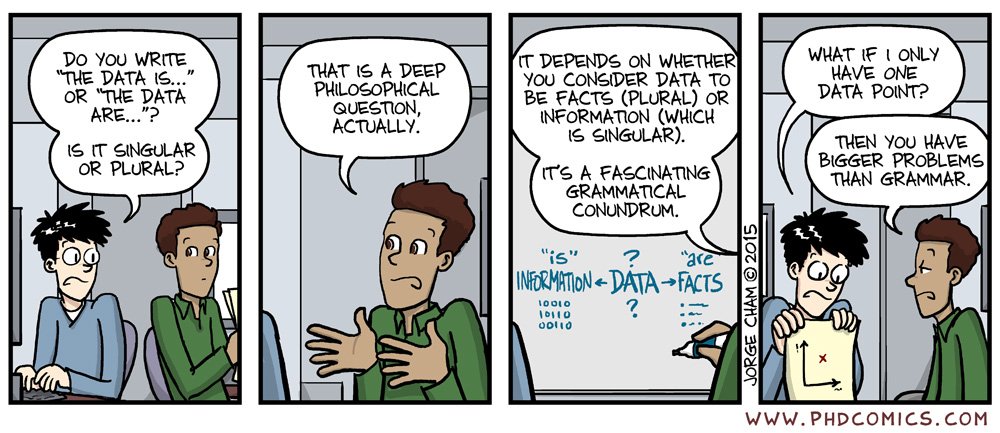 DO YOU WRITE
"THE DATA IS..."
OR "THE DATA
ARE..."?
IS IT SINGULAR
OR PLURAL?
THAT IS A DEEP
PHILOSOPHICAL
QUESTION,
ACTUALLY.
IT DEPENDS ON WHETHER
YOU CONSIDER DATA TO
BE FACTS (PLURAL) OR
INFORMATION (WHICH
IS SINGULAR).
IT'S A FASCINATING
GRAMMATICAL
CONUNDRUM.
"is" ? "are
INFORMATION ← DATA → FACTS
10010
10110
00110
?
WHAT IF I ONLY
HAVE ONE
DATA POINT?
THEN YOU HAVE
BIGGER PROBLEMS
THAN GRAMMAR.
x
JORGE CHAM © 2015
WWW.PHDCOMICS.COM